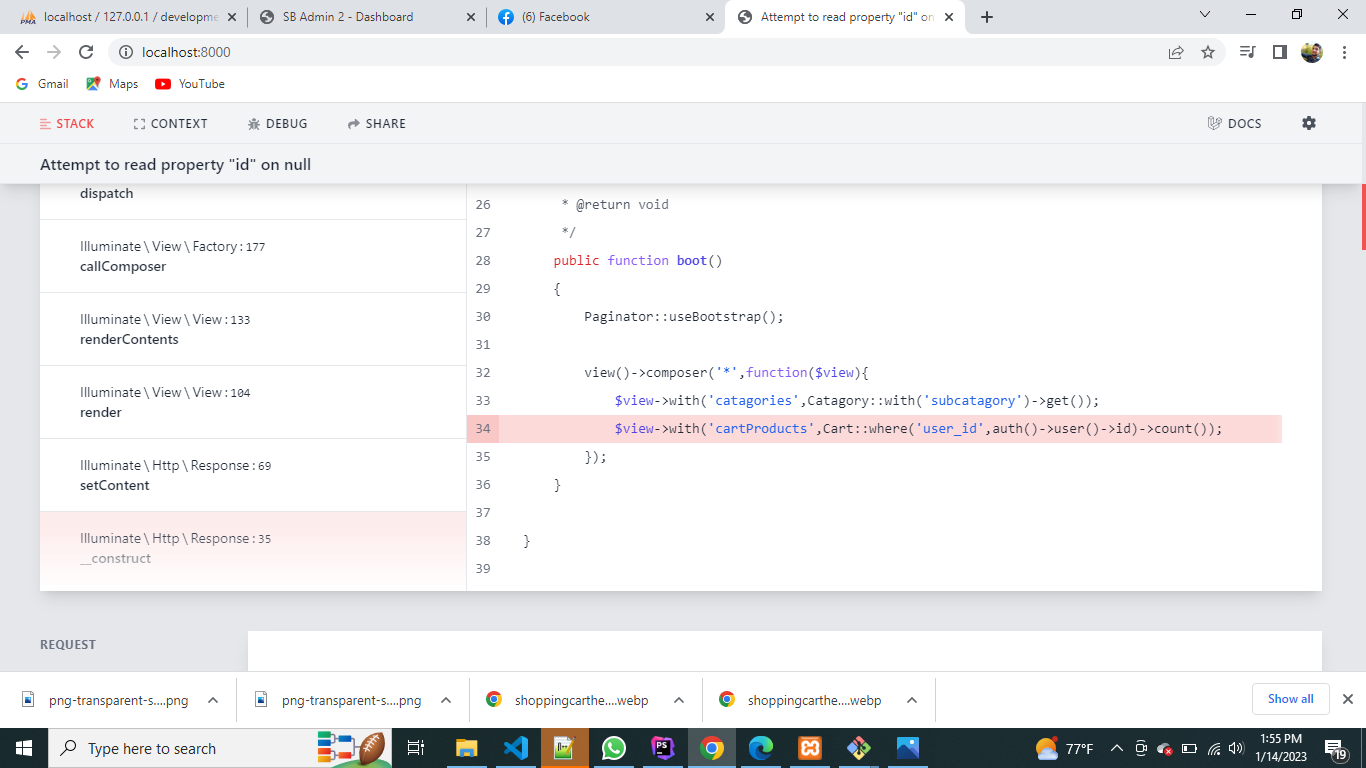 localhost / 127.0.0.1 / developme
SB Admin 2 - Dashboard
(6) Facebook
Attempt to read property "id" on
localhost:8000
Gmail
Maps
YouTube
STACK
CONTEXT
DEBUG
SHARE
DOCS
Attempt to read property "id" on null
dispatch
Illuminate \ View \ Factory : 177
callComposer
Illuminate \ View \ View : 133
renderContents
Illuminate \ View \ View : 104
render
Illuminate \ Http \ Response : 69
setContent
Illuminate \ Http \ Response : 35
__construct
26 * @return void
27 */
28 public function boot()
29 {
30 Paginator::useBootstrap();
31
32 view()->composer('*',function($view){
33 $view->with('catagories',Catagory::with('subcatagory')->get());
34 $view->with('cartProducts',Cart::where('user_id',auth()->user()->id)->count());
35 });
36 }
37
38 }
39
REQUEST
png-transparent-s....png
png-transparent-s....png
shoppingcarthe....webp
shoppingcarthe....webp
Show all
Type here to search
77°F
1:55 PM
1/14/2023
19